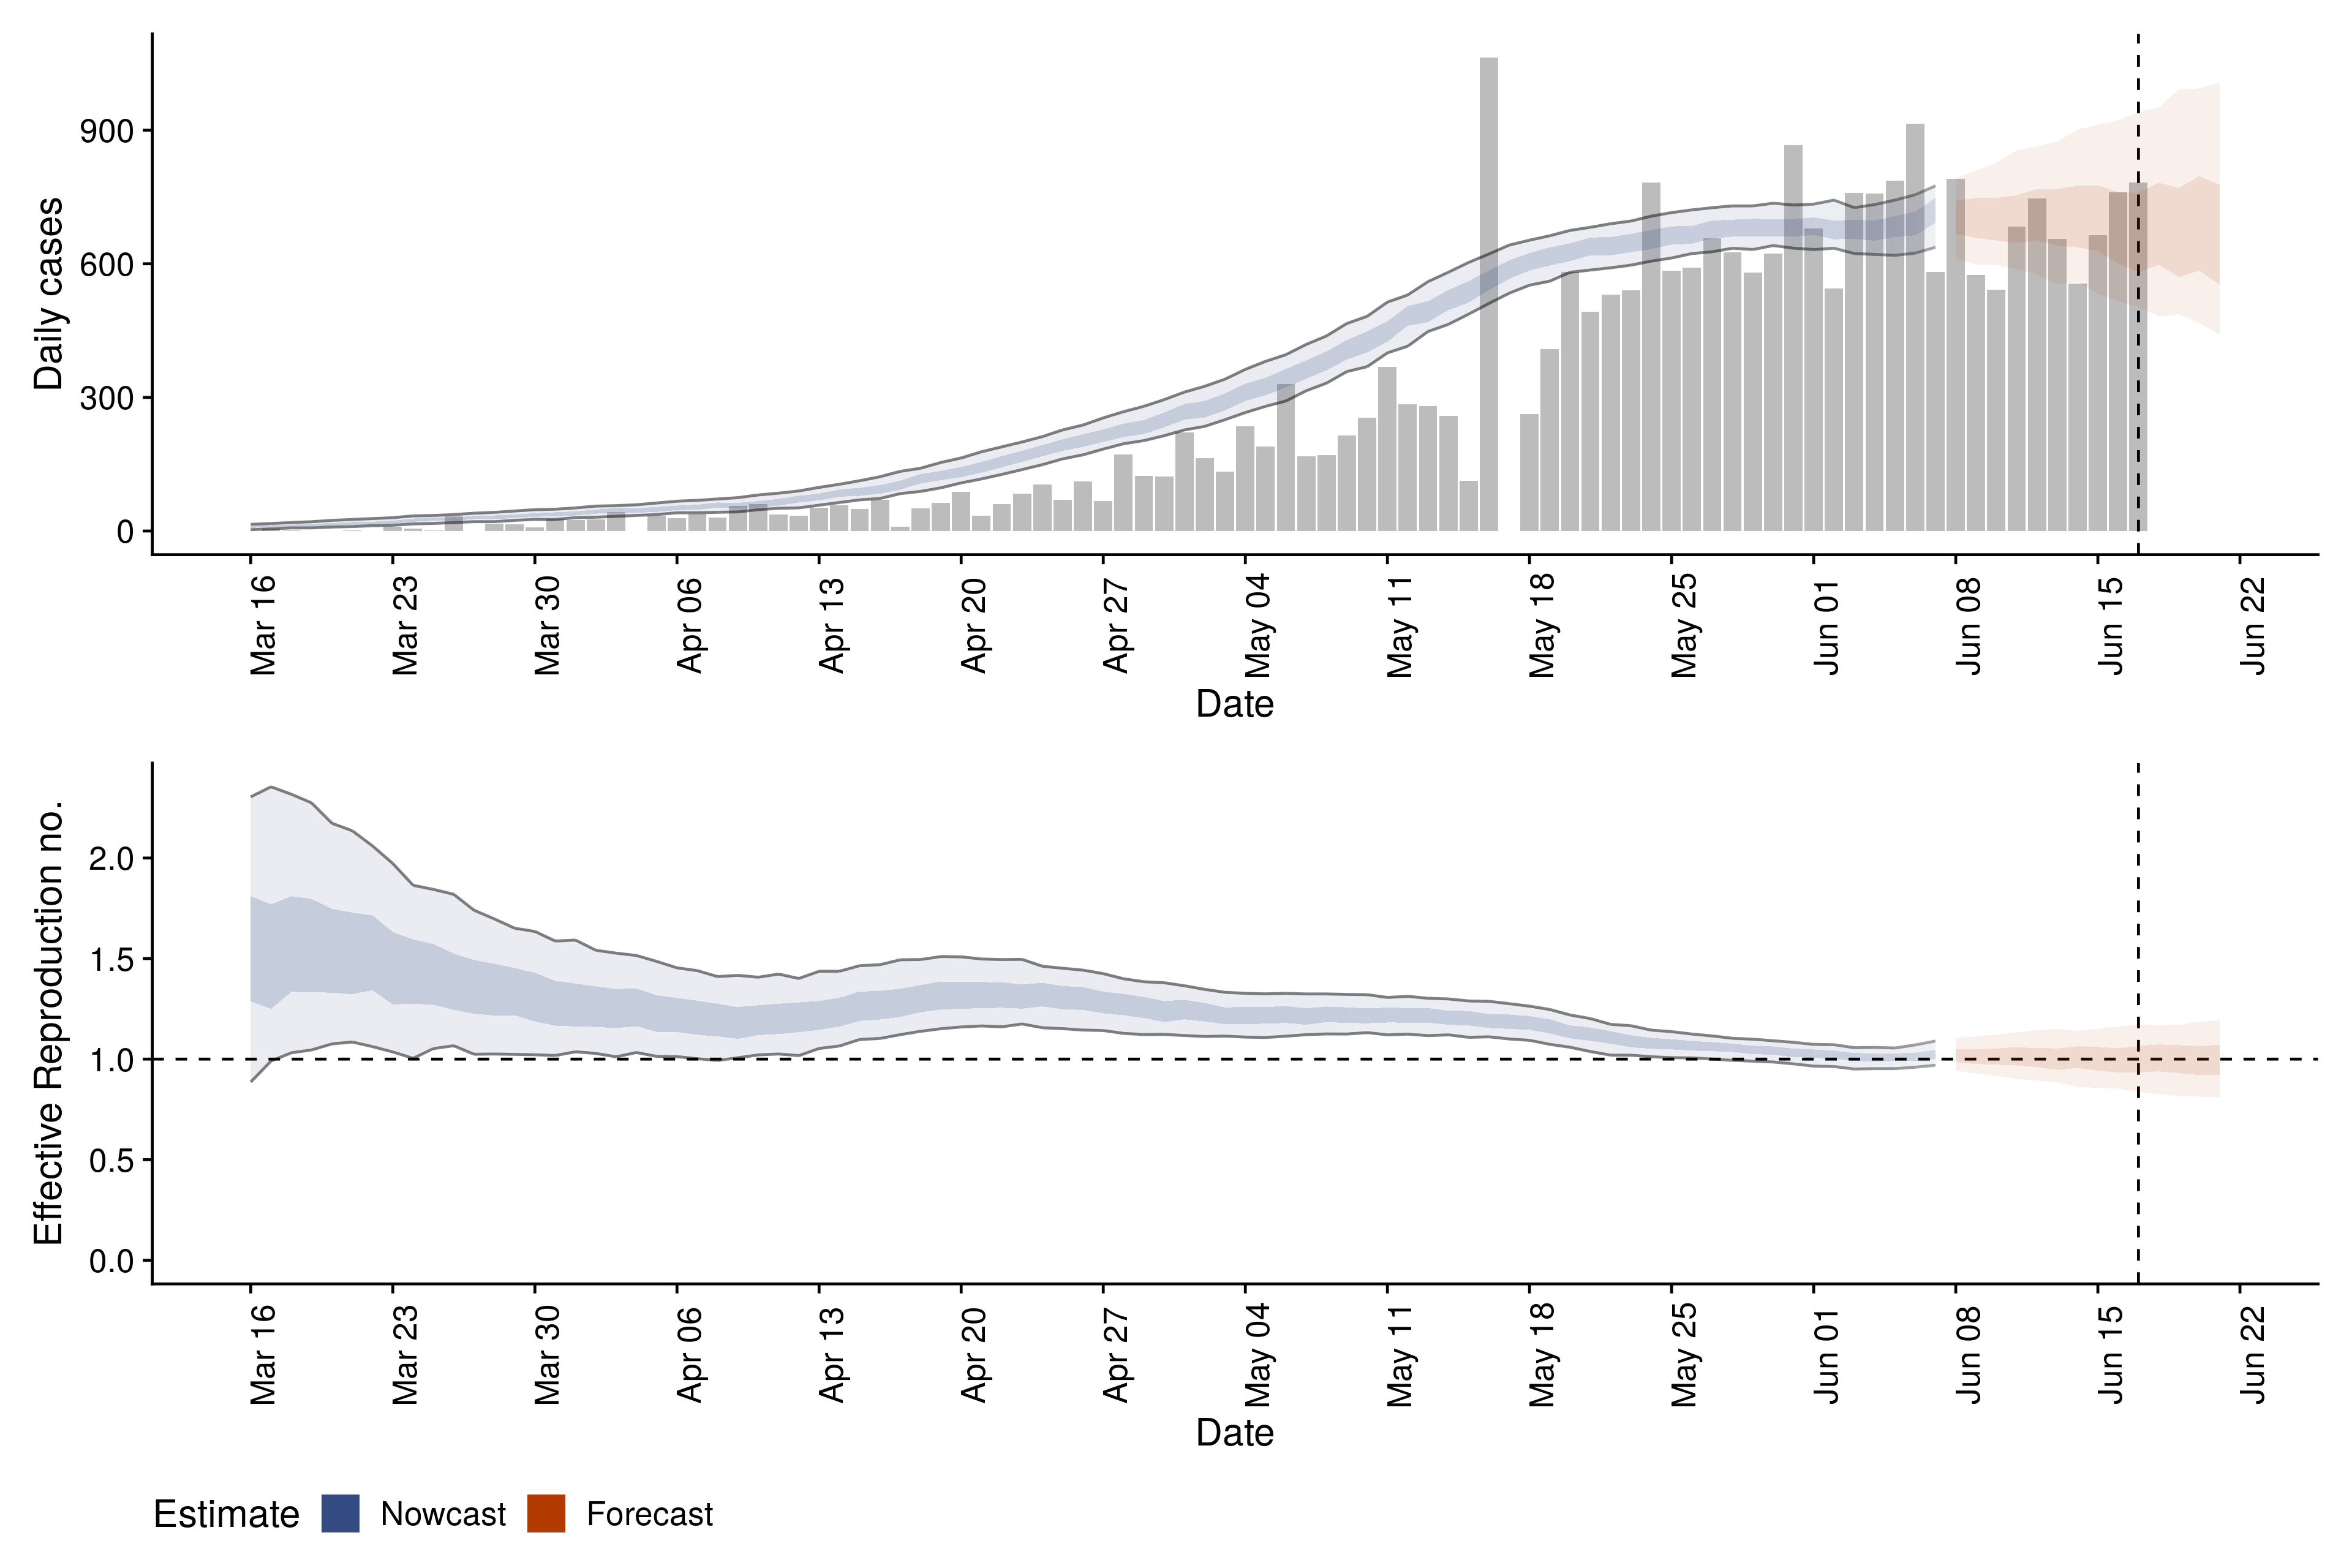 Daily cases
900
600
300
0
Mar 16
Mar 23
Mar 30
Apr 06
Apr 13
Apr 20
Apr 27
May 04
May 11
May 18
May 25
Jun 01
Jun 08
Jun 15
Jun 22
Date
Effective Reproduction no.
2.0
1.5
1.0
0.5
0.0
Mar 16
Mar 23
Mar 30
Apr 06
Apr 13
Apr 20
Apr 27
May 04
May 11
May 18
May 25
Jun 01
Jun 08
Jun 15
Jun 22
Date
Estimate Nowcast Forecast